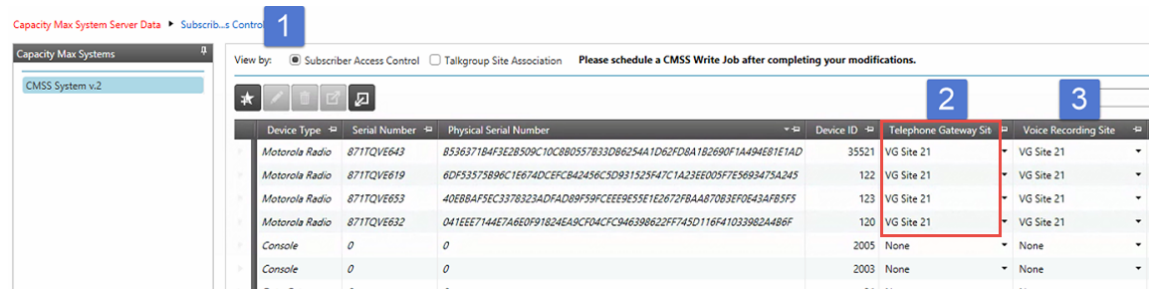 Capacity Max System Server Data ▸ Subscrib...s Control
1
Capacity Max Systems
CMSS System v.2
View by: Subscriber Access Control Talkgroup Site Association Please schedule a CMSS Write Job after completing your modifications.
2 3
Device Type Serial Number Physical Serial Number Device ID Telephone Gateway Sit Voice Recording Site
Motorola Radio 871TQVE643 B536371B4F3E2B509C10C8B0557B33DB6254A1D62FD8A1B2690F1A494E81E1AD 35521 VG Site 21 VG Site 21
Motorola Radio 871TQVE619 6DF53575B96C1E674DCEFCB42456C5D931525F47C1A23EE005F7E5693475A245 122 VG Site 21 VG Site 21
Motorola Radio 871TQVE653 40EBBAF5EC3378323ADFAD89F59FCEEE9E55E1E2672FBAA870B3EF0E43AFB5F5 123 VG Site 21 VG Site 21
Motorola Radio 871TQVE632 041EEE7144E7A6E0F91824EA9CF04CFC946398622FF745D116F41033982A4B6F 120 VG Site 21 VG Site 21
Console 0 0 2005 None None
Console 0 0 2003 None None